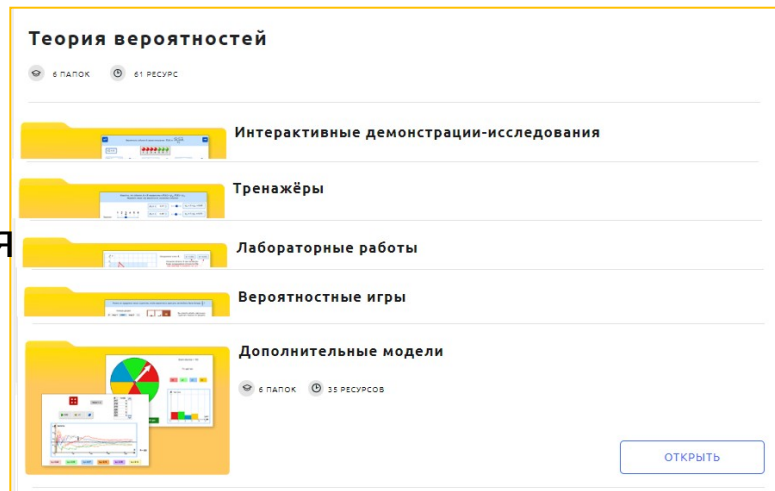 Теория вероятностей
6 ПАПОК 61 РЕСУРС
Интерактивные демонстрации-исследования
Тренажёры
я
Лабораторные работы
Вероятностные игры
Дополнительные модели
6 ПАПОК 35 РЕСУРСОВ
ОТКРЫТЬ